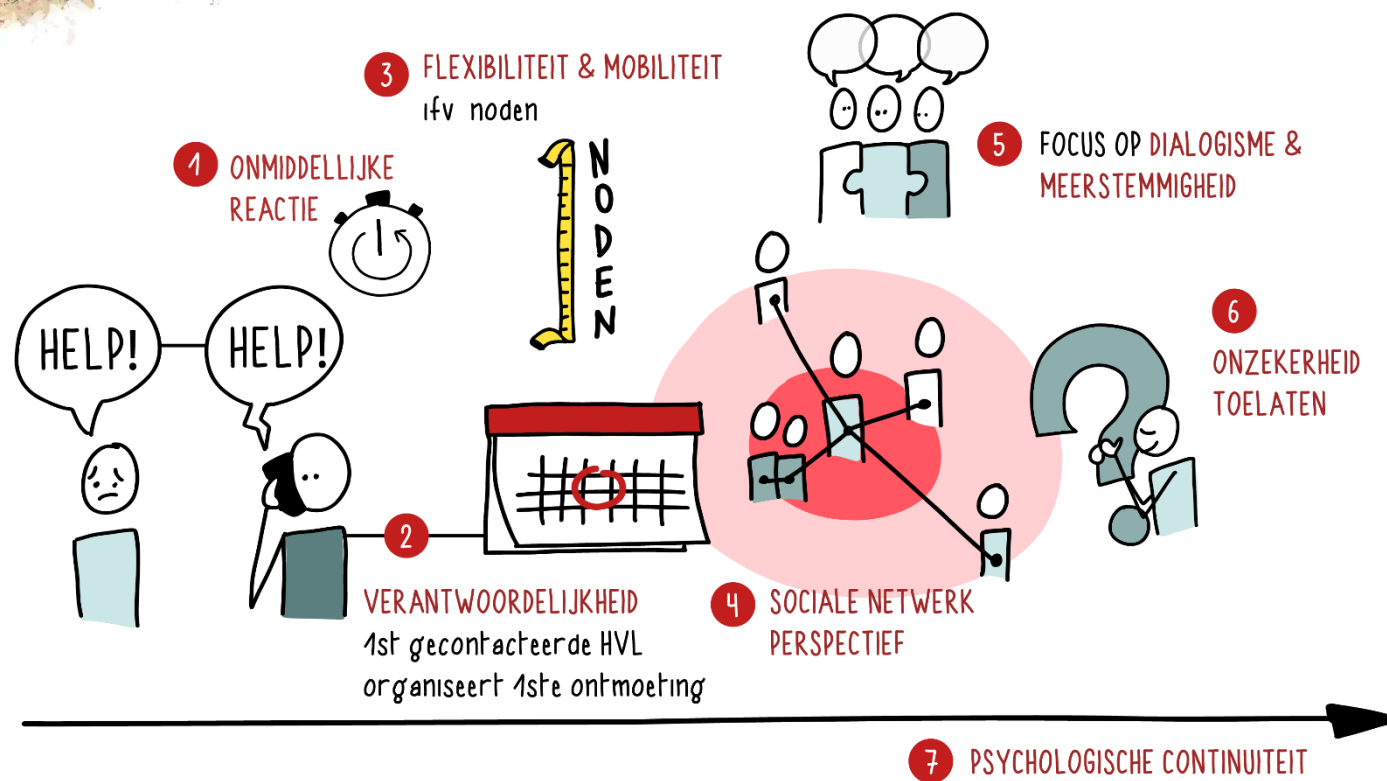 1 ONMIDDELLIJKE
REACTIE
HELP!
HELP!
2
VERANTWOORDELIJKHEID
1st gecontacteerde HVL
organiseert 1ste ontmoeting
3 FLEXIBILITEIT & MOBILITEIT
ifv noden
NODEN
4 SOCIALE NETWERK
PERSPECTIEF
5 FOCUS OP DIALOGISME &
MEERSTEMMIGHEID
6
ONZEKERHEID
TOELATEN
7 PSYCHOLOGISCHE CONTINUITEIT